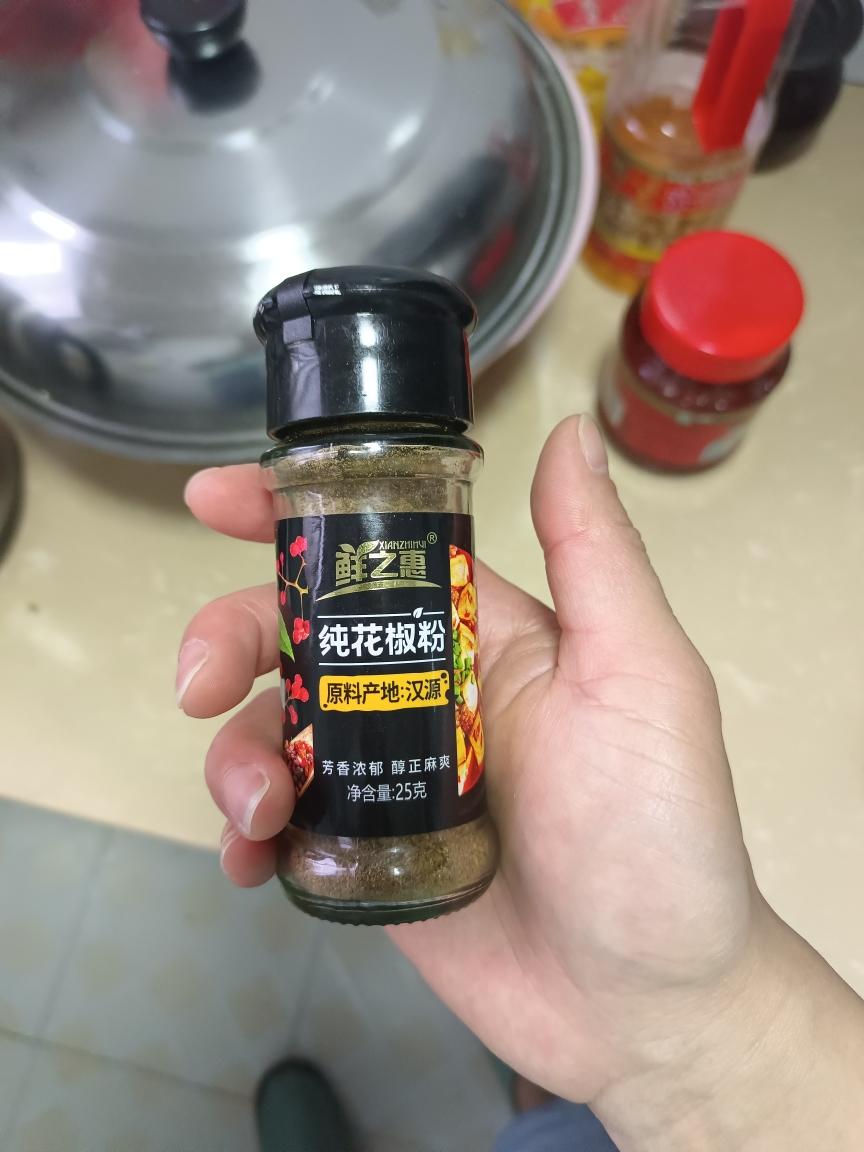 XIANZHIHUI®
鲜之惠
纯花椒粉
原料产地:汉源
芳香浓郁 醇正麻爽
净含量:25克